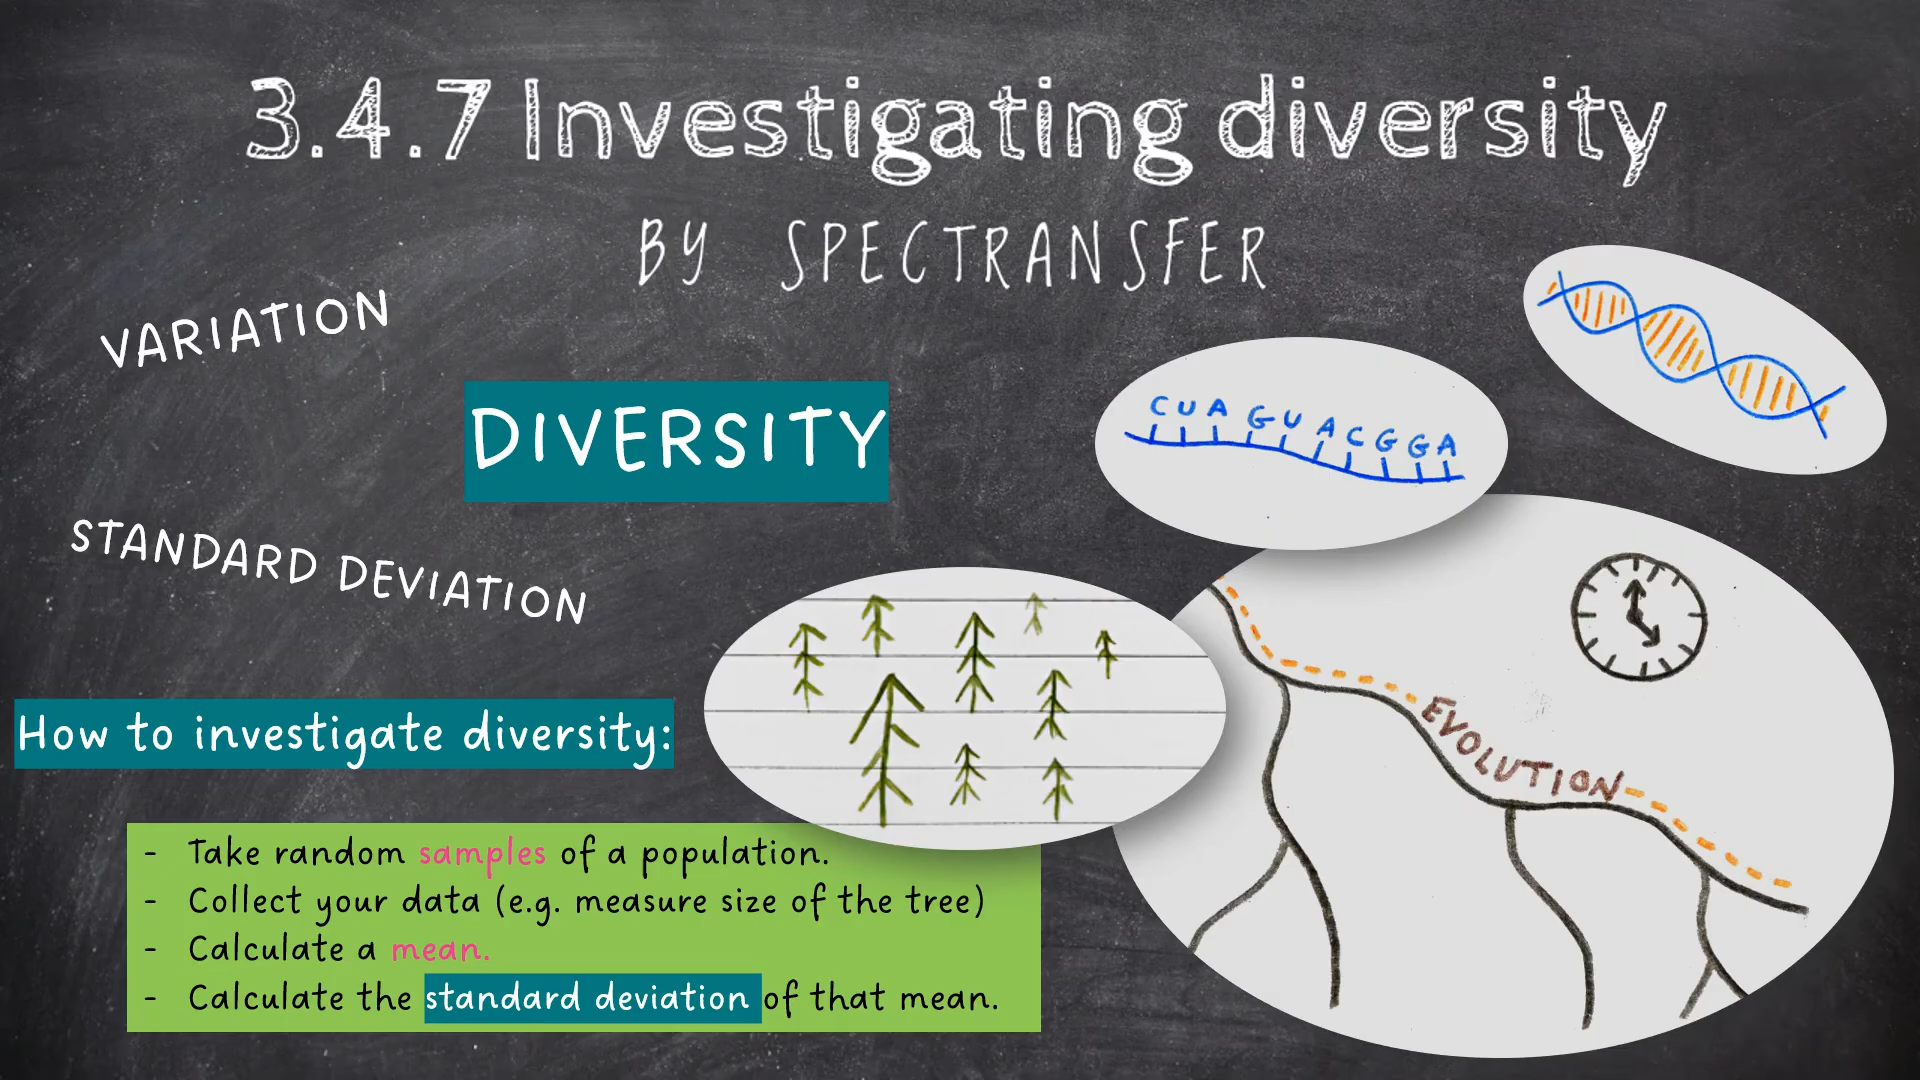 3.4.7 Investigating diversity
BY SPECTRANSFER
VARIATION
DIVERSITY
CUAGUACGGA
STANDARD DEVIATION
EVOLUTION
How to investigate diversity:
- Take random samples of a population.
- Collect your data (e.g. measure size of the tree)
- Calculate a mean.
- Calculate the standard deviation of that mean.